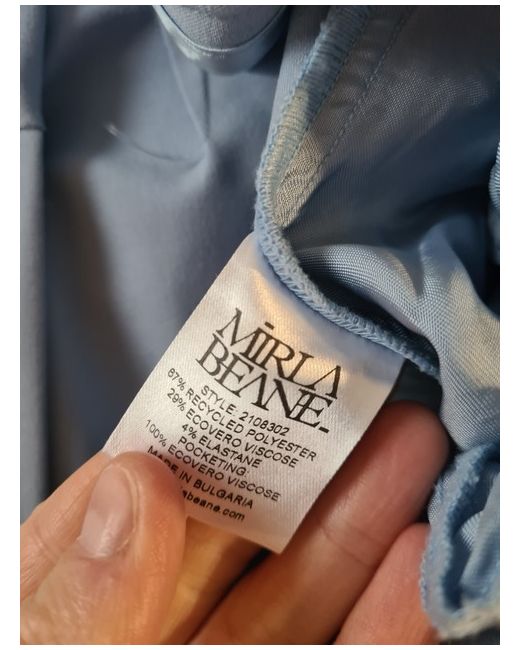 MIRLA
BEANE.
STYLE: 2108302
67% RECYCLED POLYESTER
29% ECOVERO VISCOSE
4% ELASTANE
POCKETING:
100% ECOVERO VISCOSE
MADE IN BULGARIA
abeane.com